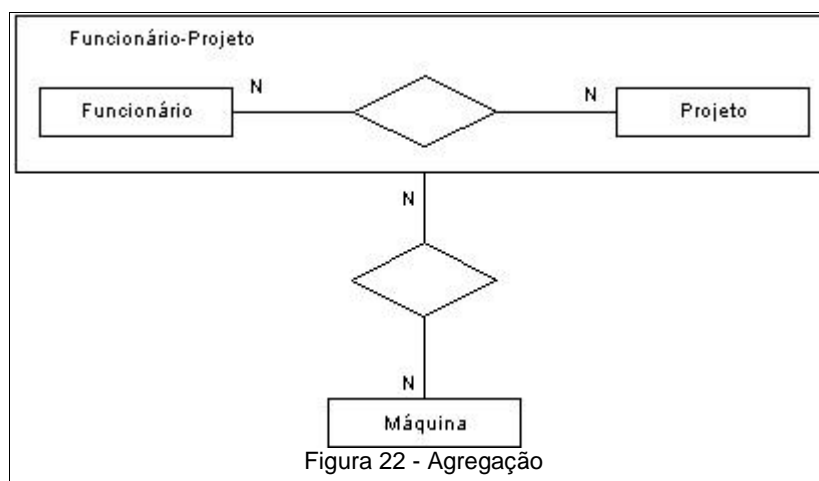 Funcionário-Projeto
Funcionário
N
N
Projeto
N
N
Máquina
Figura 22 - Agregação